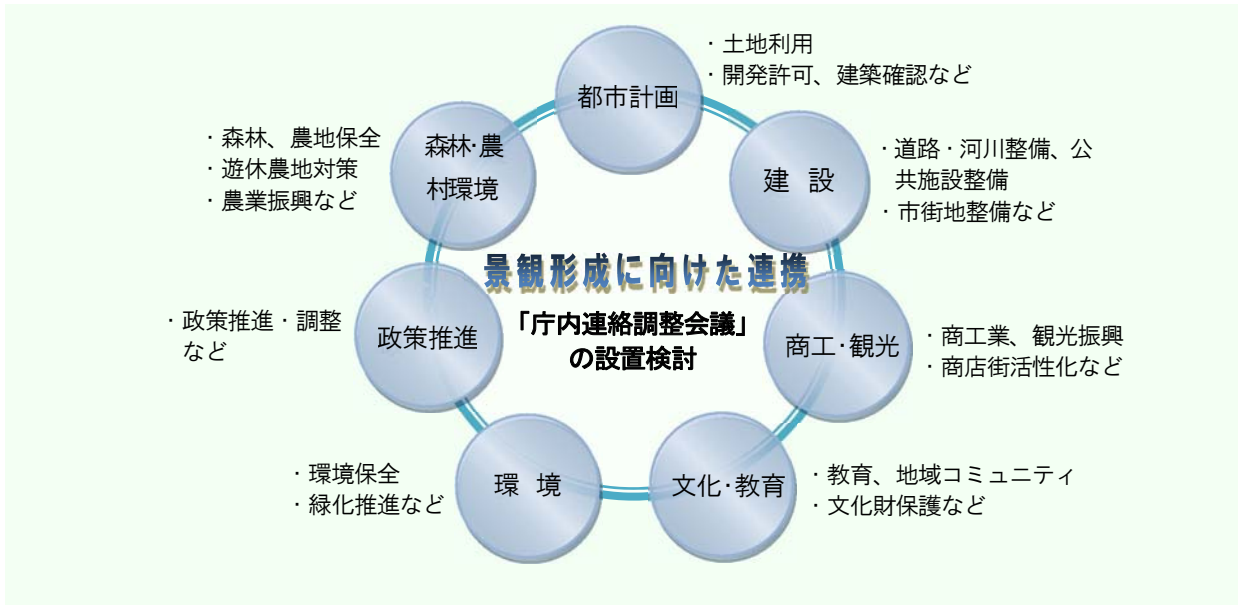 都市計画
・土地利用
・開発許可、建築確認など
建 設
・道路・河川整備、公
共施設整備
・市街地整備など
商工・観光
・商工業、観光振興
・商店街活性化など
文化・教育
・教育、地域コミュニティ
・文化財保護など
環 境
・環境保全
・緑化推進など
政策推進
・政策推進・調整
など
森林・農
村環境
・森林、農地保全
・遊休農地対策
・農業振興など
景観形成に向けた連携
「庁内連絡調整会議」
の設置検討